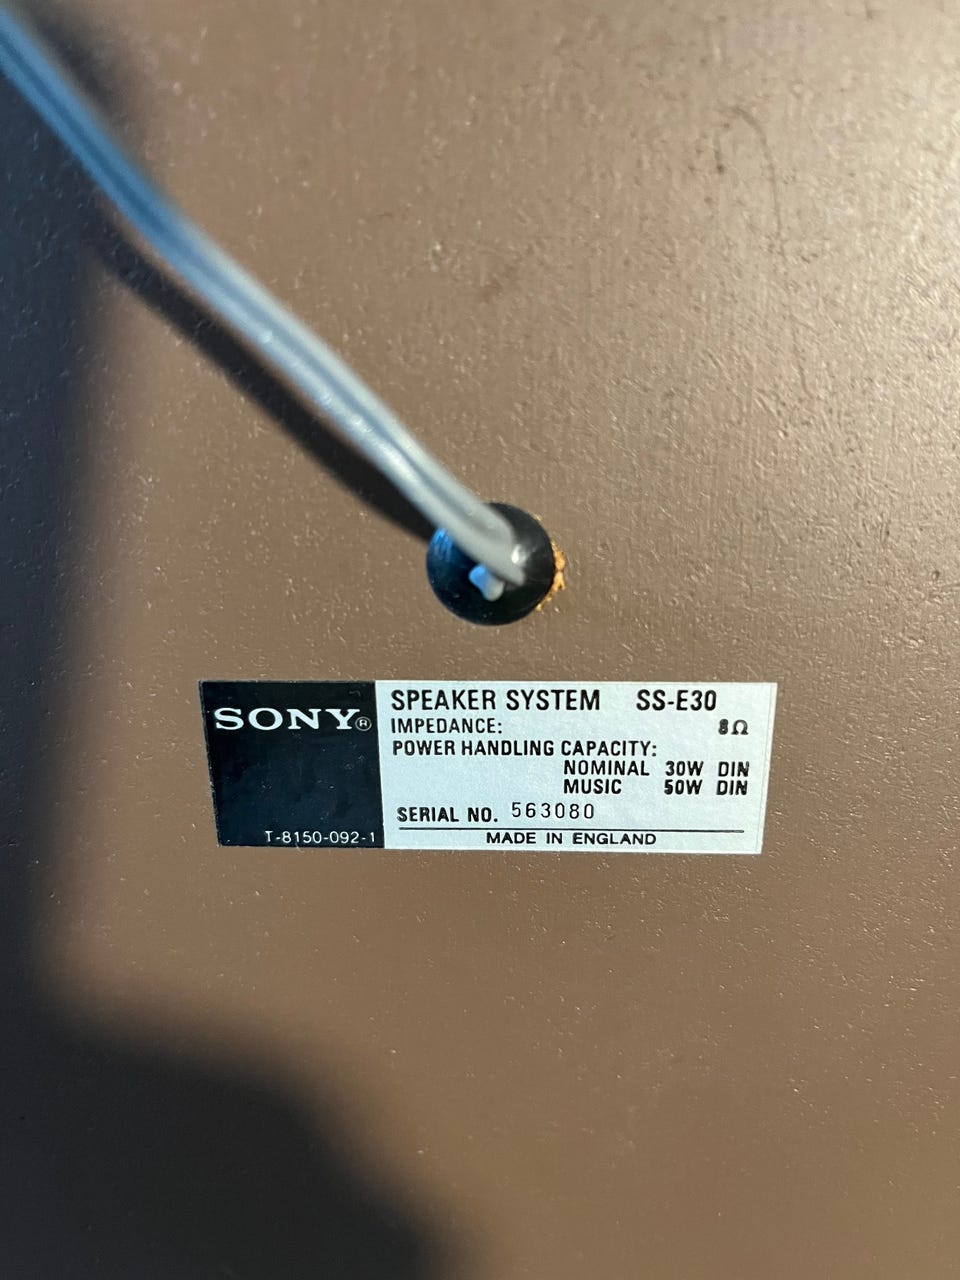 SONY®
T-8150-092-1
SPEAKER SYSTEM SS-E30
IMPEDANCE: 8Ω
POWER HANDLING CAPACITY:
NOMINAL 30W DIN
MUSIC 50W DIN
SERIAL NO. 563080
MADE IN ENGLAND